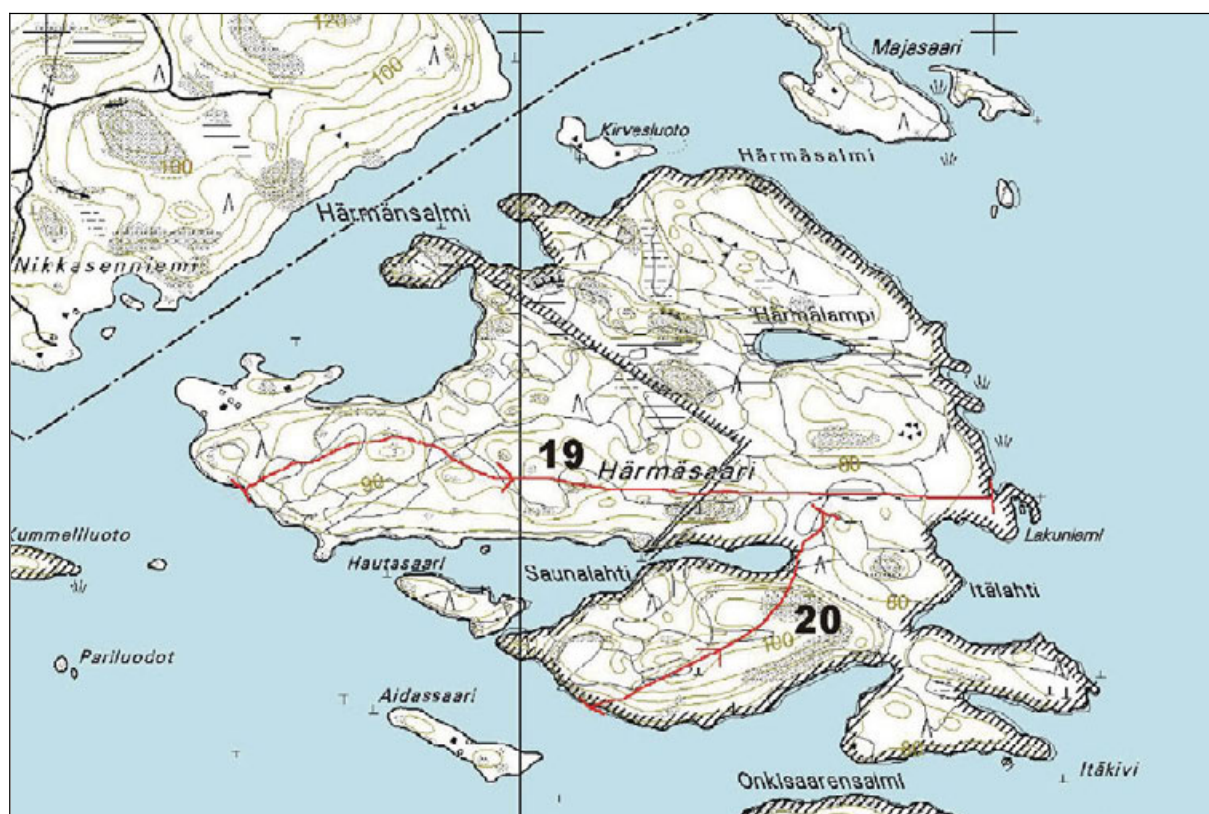 120
Majasaari
100
Kirvesluoto
Härmäsalmi
100
Härmänsalmi
Nikkasenniemi
Härmälampi
19
80
Härmäsaari
90
Lakuniemi
Kummeliluoto
Hautasaari
Saunalahti
Itälahti
80
20
100
Pariluodot
Aidassaari
80
Itäkivi
Onkisaarensalmi